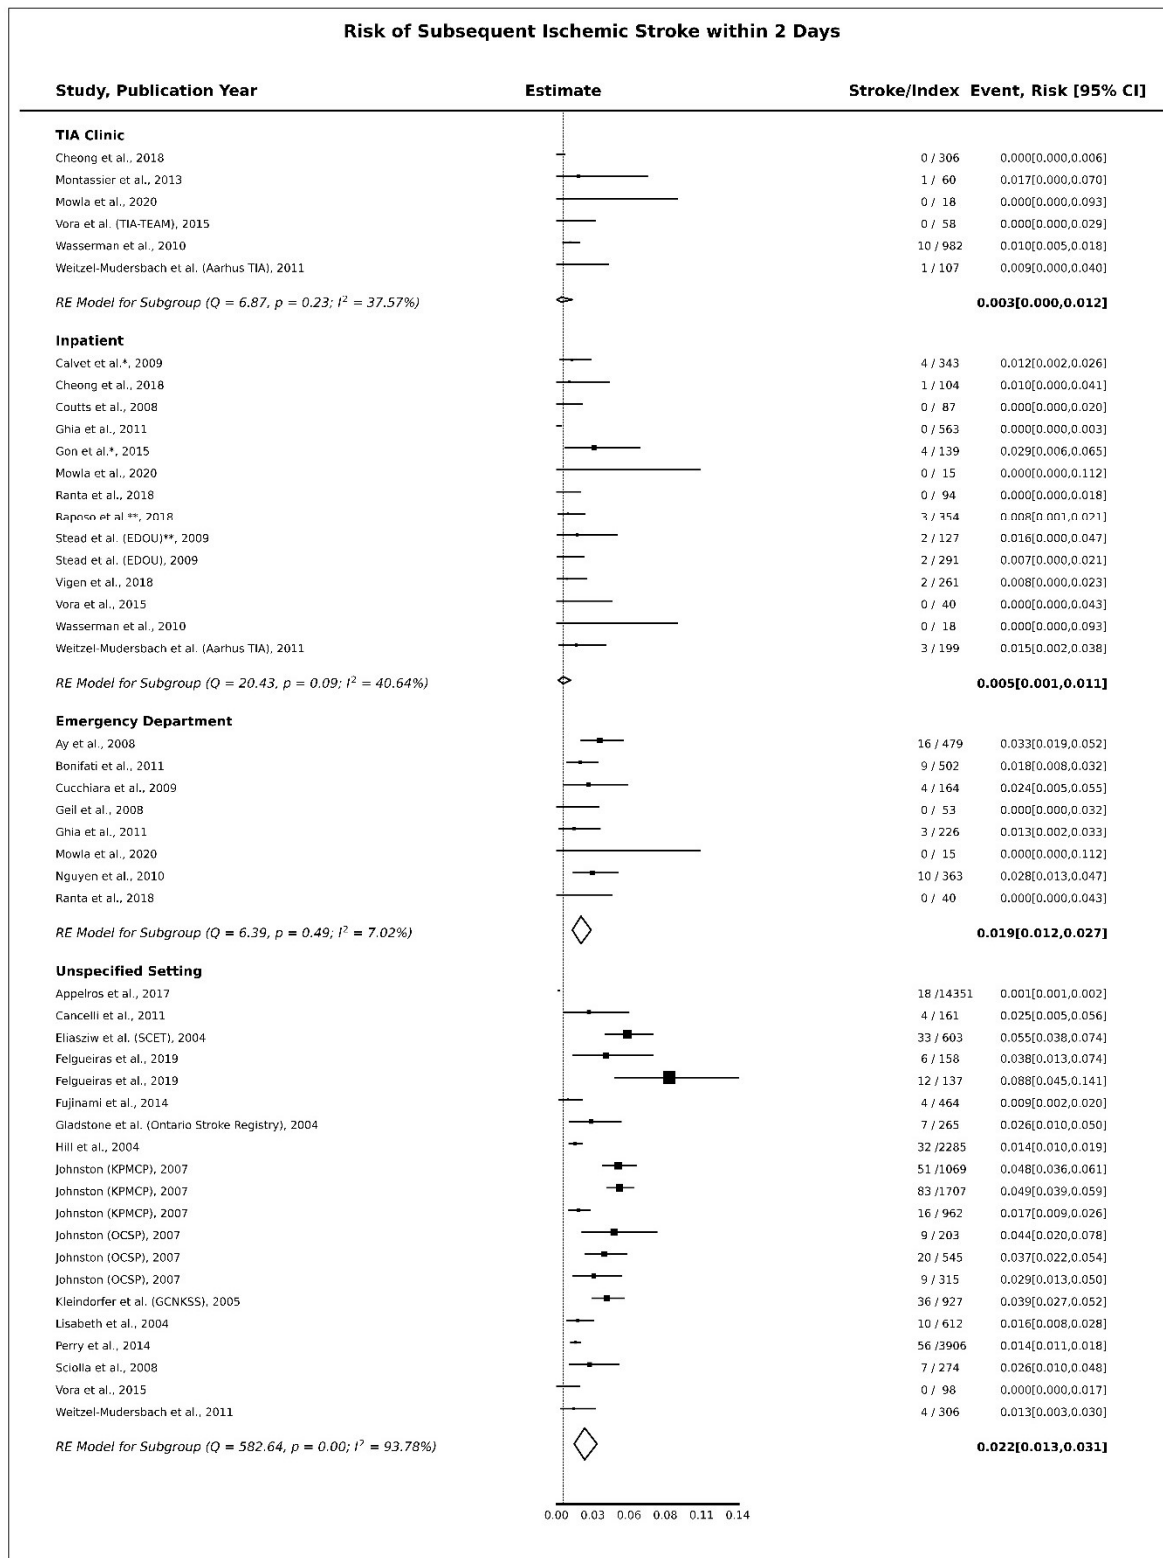 Risk of Subsequent Ischemic Stroke within 2 Days
Study, Publication Year Estimate Stroke/Index Event, Risk [95% CI]
TIA Clinic
Cheong et al., 2018 0 / 306 0.000[0.000,0.006]
Montassier et al., 2013 1 / 60 0.017[0.000,0.070]
Mowla et al., 2020 0 / 18 0.000[0.000,0.093]
Vora et al. (TIA-TEAM), 2015 0 / 58 0.000[0.000,0.029]
Wasserman et al., 2010 10 / 982 0.010[0.005,0.018]
Weitzel-Mudersbach et al. (Aarhus TIA), 2011 1 / 107 0.009[0.000,0.040]
RE Model for Subgroup (Q = 6.87, p = 0.23; I² = 37.57%) 0.003[0.000,0.012]
Inpatient
Calvet et al.*, 2009 4 / 343 0.012[0.002,0.026]
Cheong et al., 2018 1 / 104 0.010[0.000,0.041]
Coutts et al., 2008 0 / 87 0.000[0.000,0.020]
Ghia et al., 2011 0 / 563 0.000[0.000,0.003]
Gon et al.*, 2015 4 / 139 0.029[0.006,0.065]
Mowla et al., 2020 0 / 15 0.000[0.000,0.112]
Ranta et al., 2018 0 / 94 0.000[0.000,0.018]
Raposo et al.**, 2018 3 / 354 0.008[0.001,0.021]
Stead et al. (EDOU)**, 2009 2 / 127 0.016[0.000,0.047]
Stead et al. (EDOU), 2009 2 / 291 0.007[0.000,0.021]
Vigen et al., 2018 2 / 261 0.008[0.000,0.023]
Vora et al., 2015 0 / 40 0.000[0.000,0.043]
Wasserman et al., 2010 0 / 18 0.000[0.000,0.093]
Weitzel-Mudersbach et al. (Aarhus TIA), 2011 3 / 199 0.015[0.002,0.038]
RE Model for Subgroup (Q = 20.43, p = 0.09; I² = 40.64%) 0.005[0.001,0.011]
Emergency Department
Ay et al., 2008 16 / 479 0.033[0.019,0.052]
Bonifati et al., 2011 9 / 502 0.018[0.008,0.032]
Cucchiara et al., 2009 4 / 164 0.024[0.005,0.055]
Geil et al., 2008 0 / 53 0.000[0.000,0.032]
Ghia et al., 2011 3 / 226 0.013[0.002,0.033]
Mowla et al., 2020 0 / 15 0.000[0.000,0.112]
Nguyen et al., 2010 10 / 363 0.028[0.013,0.047]
Ranta et al., 2018 0 / 40 0.000[0.000,0.043]
RE Model for Subgroup (Q = 6.39, p = 0.49; I² = 7.02%) 0.019[0.012,0.027]
Unspecified Setting
Appelros et al., 2017 18 /14351 0.001[0.001,0.002]
Cancelli et al., 2011 4 / 161 0.025[0.005,0.056]
Eliasziw et al. (SCET), 2004 33 / 603 0.055[0.038,0.074]
Felgueiras et al., 2019 6 / 158 0.038[0.013,0.074]
Felgueiras et al., 2019 12 / 137 0.088[0.045,0.141]
Fujinami et al., 2014 4 / 464 0.009[0.002,0.020]
Gladstone et al. (Ontario Stroke Registry), 2004 7 / 265 0.026[0.010,0.050]
Hill et al., 2004 32 /2285 0.014[0.010,0.019]
Johnston (KPMCP), 2007 51 /1069 0.048[0.036,0.061]
Johnston (KPMCP), 2007 83 /1707 0.049[0.039,0.059]
Johnston (KPMCP), 2007 16 / 962 0.017[0.009,0.026]
Johnston (OCSP), 2007 9 / 203 0.044[0.020,0.078]
Johnston (OCSP), 2007 20 / 545 0.037[0.022,0.054]
Johnston (OCSP), 2007 9 / 315 0.029[0.013,0.050]
Kleindorfer et al. (GCNKSS), 2005 36 / 927 0.039[0.027,0.052]
Lisabeth et al., 2004 10 / 612 0.016[0.008,0.028]
Perry et al., 2014 56 /3906 0.014[0.011,0.018]
Sciolla et al., 2008 7 / 274 0.026[0.010,0.048]
Vora et al., 2015 0 / 98 0.000[0.000,0.017]
Weitzel-Mudersbach et al., 2011 4 / 306 0.013[0.003,0.030]
RE Model for Subgroup (Q = 582.64, p = 0.00; I² = 93.78%) 0.022[0.013,0.031]
0.00 0.03 0.06 0.08 0.11 0.14